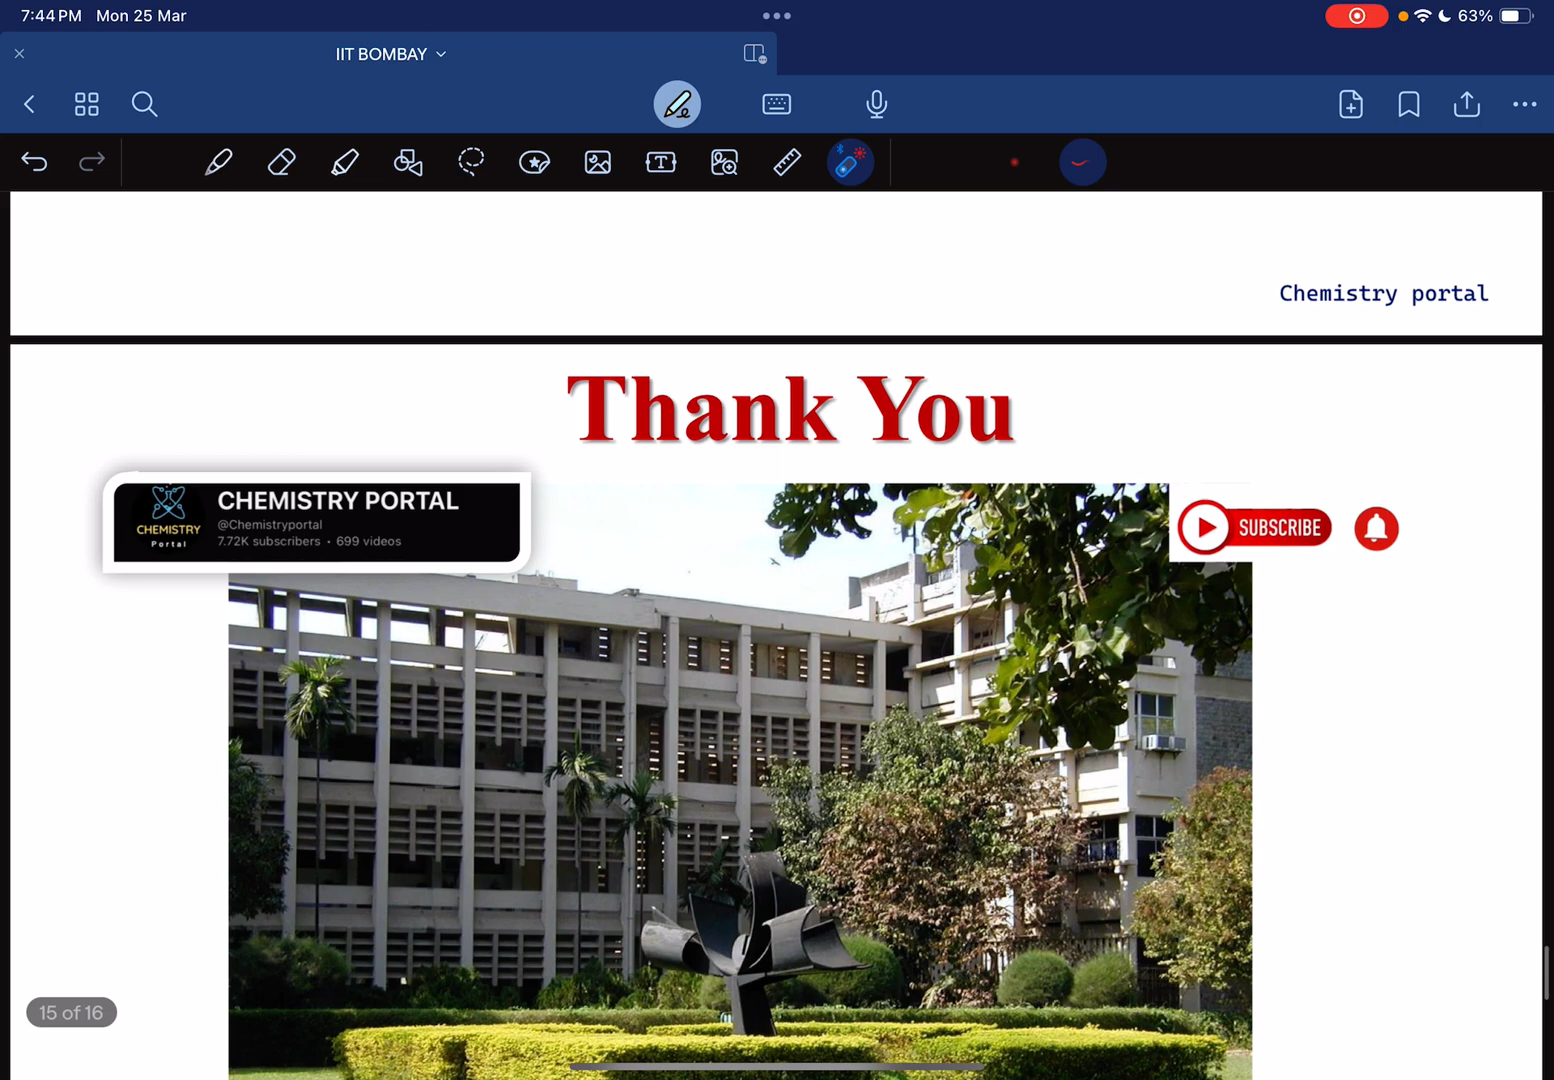 7:44 PM Mon 25 Mar
63%
IIT BOMBAY
Chemistry portal
Thank You
CHEMISTRY PORTAL
@Chemistryportal
7.72K subscribers • 699 videos
CHEMISTRY
Portal
SUBSCRIBE
15 of 16